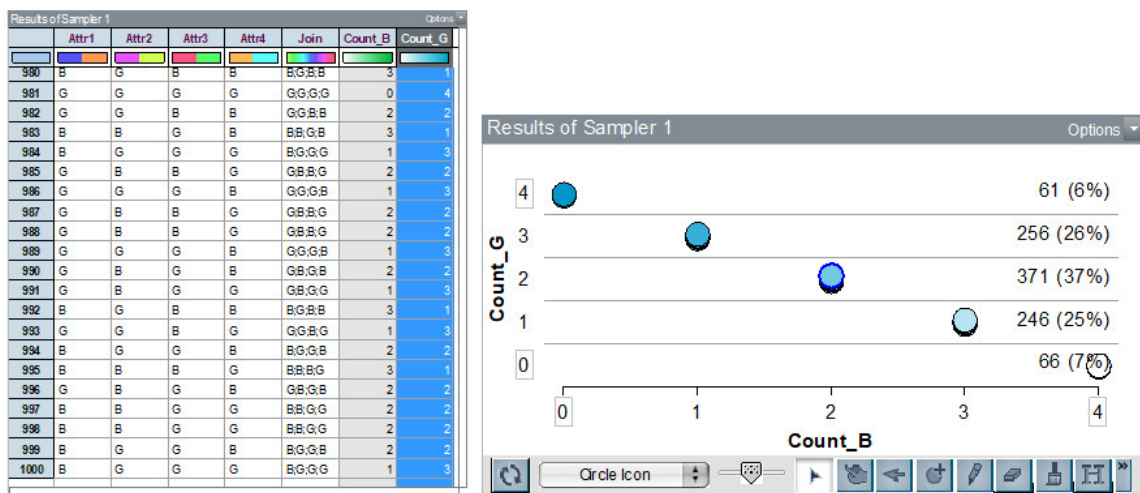 Results of Sampler 1 Options
Attr1 Attr2 Attr3 Attr4 Join Count_B Count_G
980 B G B B B;G;B;B 3 1
981 G G G G G;G;G;G 0 4
982 G G B B G;G;B;B 2 2
983 B B G B B;B;G;B 3 1
984 B G G G B;G;G;G 1 3
985 G B B G G;B;B;G 2 2
986 G G G B G;G;G;B 1 3
987 G B B G G;B;B;G 2 2
988 G B B G G;B;B;G 2 2
989 G G G B G;G;G;B 1 3
990 G B G B G;B;G;B 2 2
991 G B G G G;B;G;G 1 3
992 B G B B B;G;B;B 3 1
993 G G B G G;G;B;G 1 3
994 B G G B B;G;G;B 2 2
995 B B B G B;B;B;G 3 1
996 G B G B G;B;G;B 2 2
997 B B G G B;B;G;G 2 2
998 B B G G B;B;G;G 2 2
999 B G G B B;G;G;B 2 2
1000 B G G G B;G;G;G 1 3
Results of Sampler 1 Options
4 61 (6%)
3 256 (26%)
2 371 (37%)
1 246 (25%)
0 66 (7%)
Count_G
0 1 2 3 4
Count_B
Circle Icon